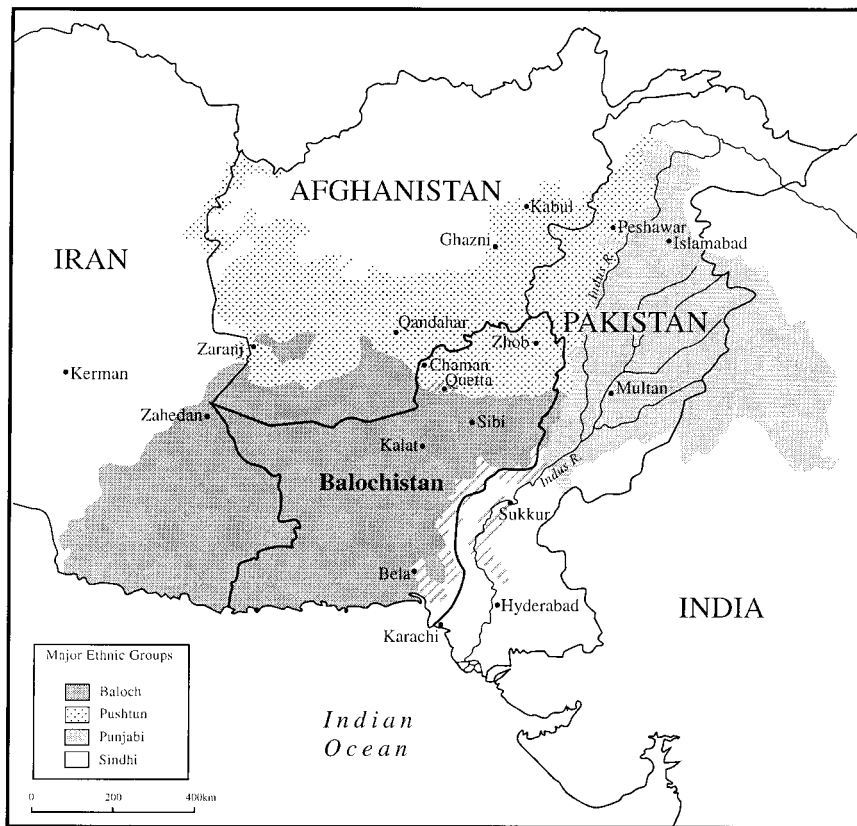 AFGHANISTAN
Kabul
Ghazni
Peshawar
Islamabad
IRAN
Indus R.
Qandahar
PAKISTAN
Zaranj
Zhob
Chaman
Kerman
Quetta
Multan
Zahedan
Sibi
Kalat
Balochistan
Indus R.
Sukkur
Bela
Hyderabad
INDIA
Karachi
Major Ethnic Groups
Baloch
Pushtun
Punjabi
Sindhi
Indian
Ocean
0 200 400km